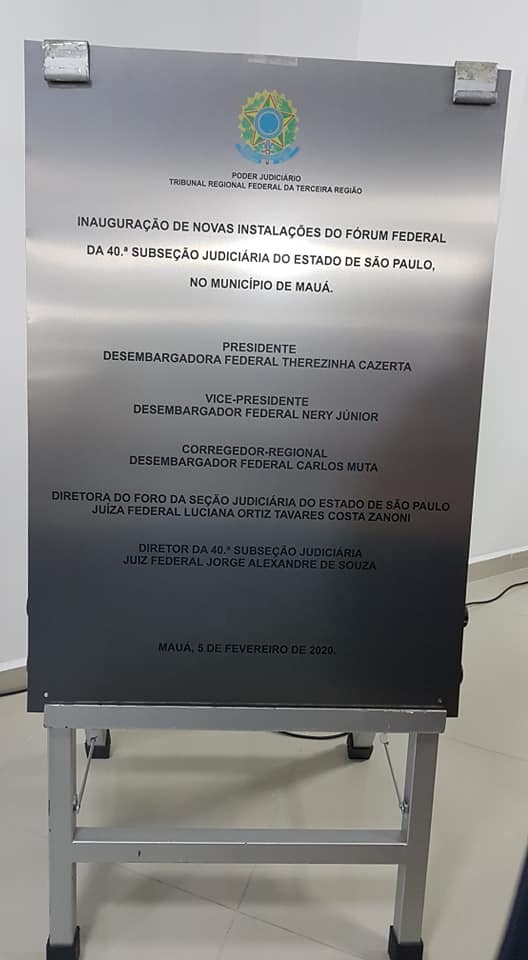 PODER JUDICIÁRIO
TRIBUNAL REGIONAL FEDERAL DA TERCEIRA REGIÃO
INAUGURAÇÃO DE NOVAS INSTALAÇÕES DO FÓRUM FEDERAL
DA 40.ª SUBSEÇÃO JUDICIÁRIA DO ESTADO DE SÃO PAULO,
NO MUNICÍPIO DE MAUÁ.
PRESIDENTE
DESEMBARGADORA FEDERAL THEREZINHA CAZERTA
VICE-PRESIDENTE
DESEMBARGADOR FEDERAL NERY JÚNIOR
CORREGEDOR-REGIONAL
DESEMBARGADOR FEDERAL CARLOS MUTA
DIRETORA DO FORO DA SEÇÃO JUDICIÁRIA DO ESTADO DE SÃO PAULO
JUÍZA FEDERAL LUCIANA ORTIZ TAVARES COSTA ZANONI
DIRETOR DA 40.ª SUBSEÇÃO JUDICIÁRIA
JUIZ FEDERAL JORGE ALEXANDRE DE SOUZA
MAUÁ, 5 DE FEVEREIRO DE 2020.